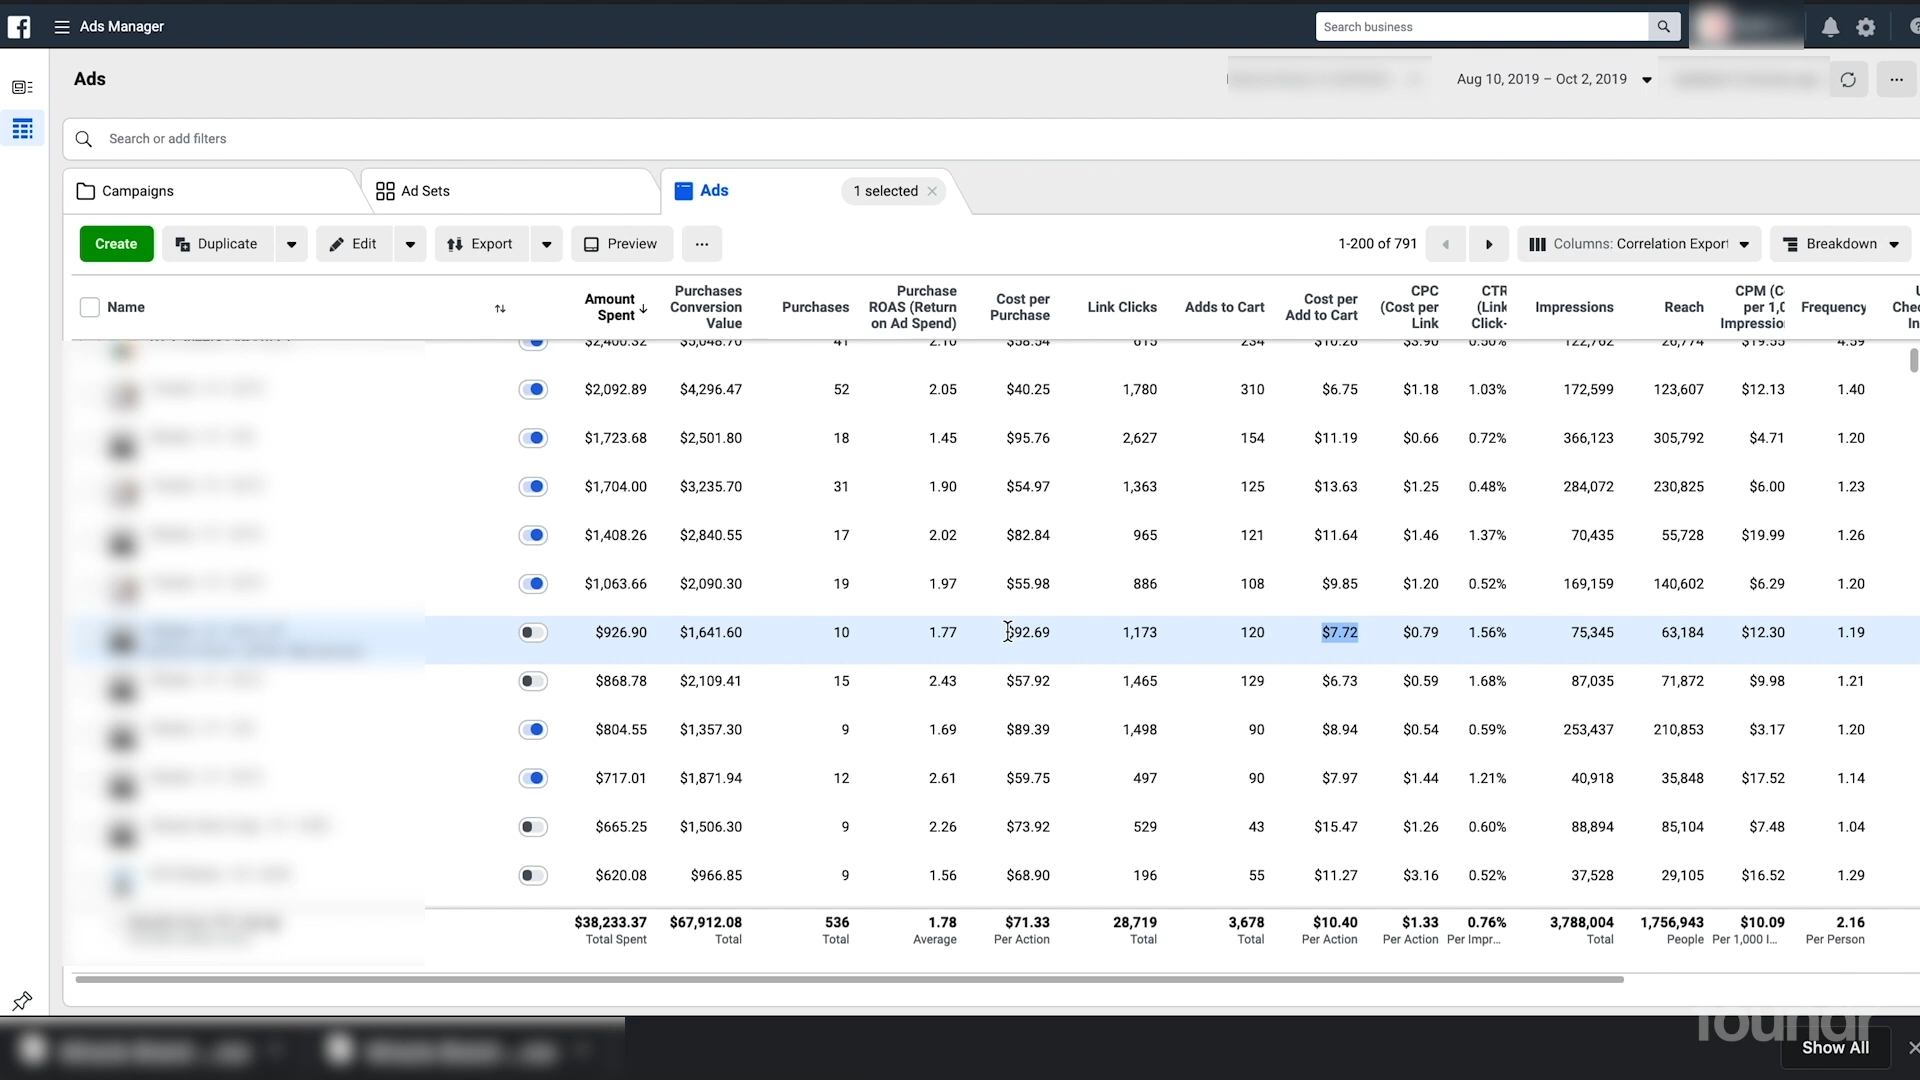 Ads Manager
Search business
Ads
Aug 10, 2019 – Oct 2, 2019
Search or add filters
Campaigns
Ad Sets
Ads
1 selected
Create
Duplicate
Edit
Export
Preview
1-200 of 791
Columns: Correlation Export
Breakdown
Name
Amount Spent
Purchases Conversion Value
Purchases
Purchase ROAS (Return on Ad Spend)
Cost per Purchase
Link Clicks
Adds to Cart
Cost per Add to Cart
CPC (Cost per Link
CTR (Link Click-
Impressions
Reach
CPM (C per 1,0 Impressio
Frequency
$2,092.89 $4,296.47 52 2.05 $40.25 1,780 310 $6.75 $1.18 1.03% 172,599 123,607 $12.13 1.40
$1,723.68 $2,501.80 18 1.45 $95.76 2,627 154 $11.19 $0.66 0.72% 366,123 305,792 $4.71 1.20
$1,704.00 $3,235.70 31 1.90 $54.97 1,363 125 $13.63 $1.25 0.48% 284,072 230,825 $6.00 1.23
$1,408.26 $2,840.55 17 2.02 $82.84 965 121 $11.64 $1.46 1.37% 70,435 55,728 $19.99 1.26
$1,063.66 $2,090.30 19 1.97 $55.98 886 108 $9.85 $1.20 0.52% 169,159 140,602 $6.29 1.20
$926.90 $1,641.60 10 1.77 $92.69 1,173 120 $7.72 $0.79 1.56% 75,345 63,184 $12.30 1.19
$868.78 $2,109.41 15 2.43 $57.92 1,465 129 $6.73 $0.59 1.68% 87,035 71,872 $9.98 1.21
$804.55 $1,357.30 9 1.69 $89.39 1,498 90 $8.94 $0.54 0.59% 253,437 210,853 $3.17 1.20
$717.01 $1,871.94 12 2.61 $59.75 497 90 $7.97 $1.44 1.21% 40,918 35,848 $17.52 1.14
$665.25 $1,506.30 9 2.26 $73.92 529 43 $15.47 $1.26 0.60% 88,894 85,104 $7.48 1.04
$620.08 $966.85 9 1.56 $68.90 196 55 $11.27 $3.16 0.52% 37,528 29,105 $16.52 1.29
$38,233.37 $67,912.08 536 1.78 $71.33 28,719 3,678 $10.40 $1.33 0.76% 3,788,004 1,756,943 $10.09 2.16
Total Spent Total Total Average Per Action Total Total Per Action Per Action Per Impr... Total People Per 1,000 I... Per Person
foundr
Show All